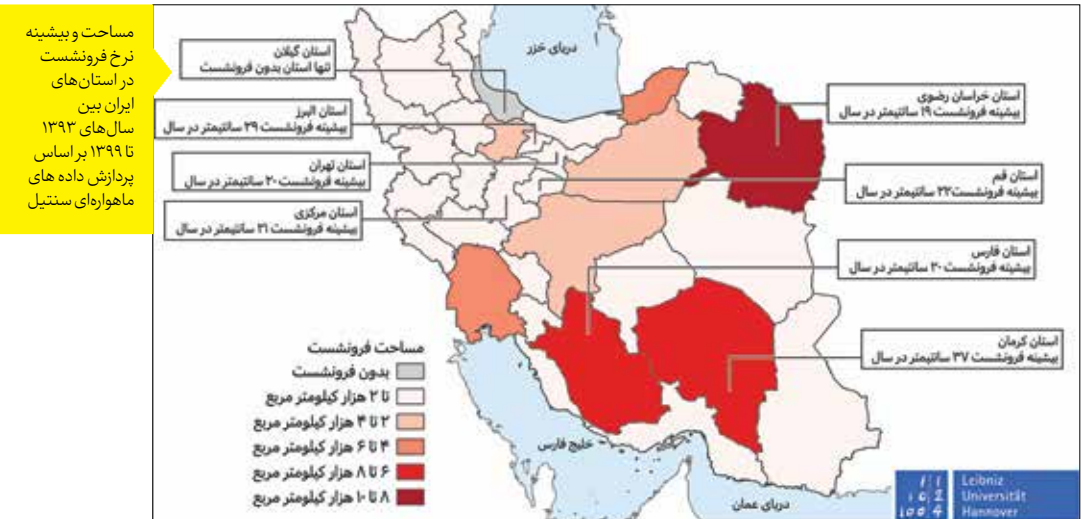 مساحت و بیشینه
نرخ فرونشست
در استان‌های
ایران بین
سال‌های ۱۳۹۳
تا ۱۳۹۹ بر اساس
پردازش داده های
ماهواره‌ای سنتیل
دریای خزر
استان گیلان
تنها استان بدون فرونشست
استان البرز
بیشینه فرونشست ۲۹ سانتیمتر در سال
استان تهران
بیشینه فرونشست ۲۰ سانتیمتر در سال
استان مرکزی
بیشینه فرونشست ۲۱ سانتیمتر در سال
استان خراسان رضوی
بیشینه فرونشست ۱۹ سانتیمتر در سال
استان قم
بیشینه فرونشست ۲۲ سانتیمتر در سال
استان فارس
بیشینه فرونشست ۳۰ سانتیمتر در سال
استان کرمان
بیشینه فرونشست ۳۷ سانتیمتر در سال
مساحت فرونشست
بدون فرونشست
تا ۲ هزار کیلومتر مربع
۲ تا ۴ هزار کیلومتر مربع
۴ تا ۶ هزار کیلومتر مربع
۶ تا ۸ هزار کیلومتر مربع
۸ تا ۱۰ هزار کیلومتر مربع
خلیج فارس
دریای عمان
Leibniz
Universität
Hannover